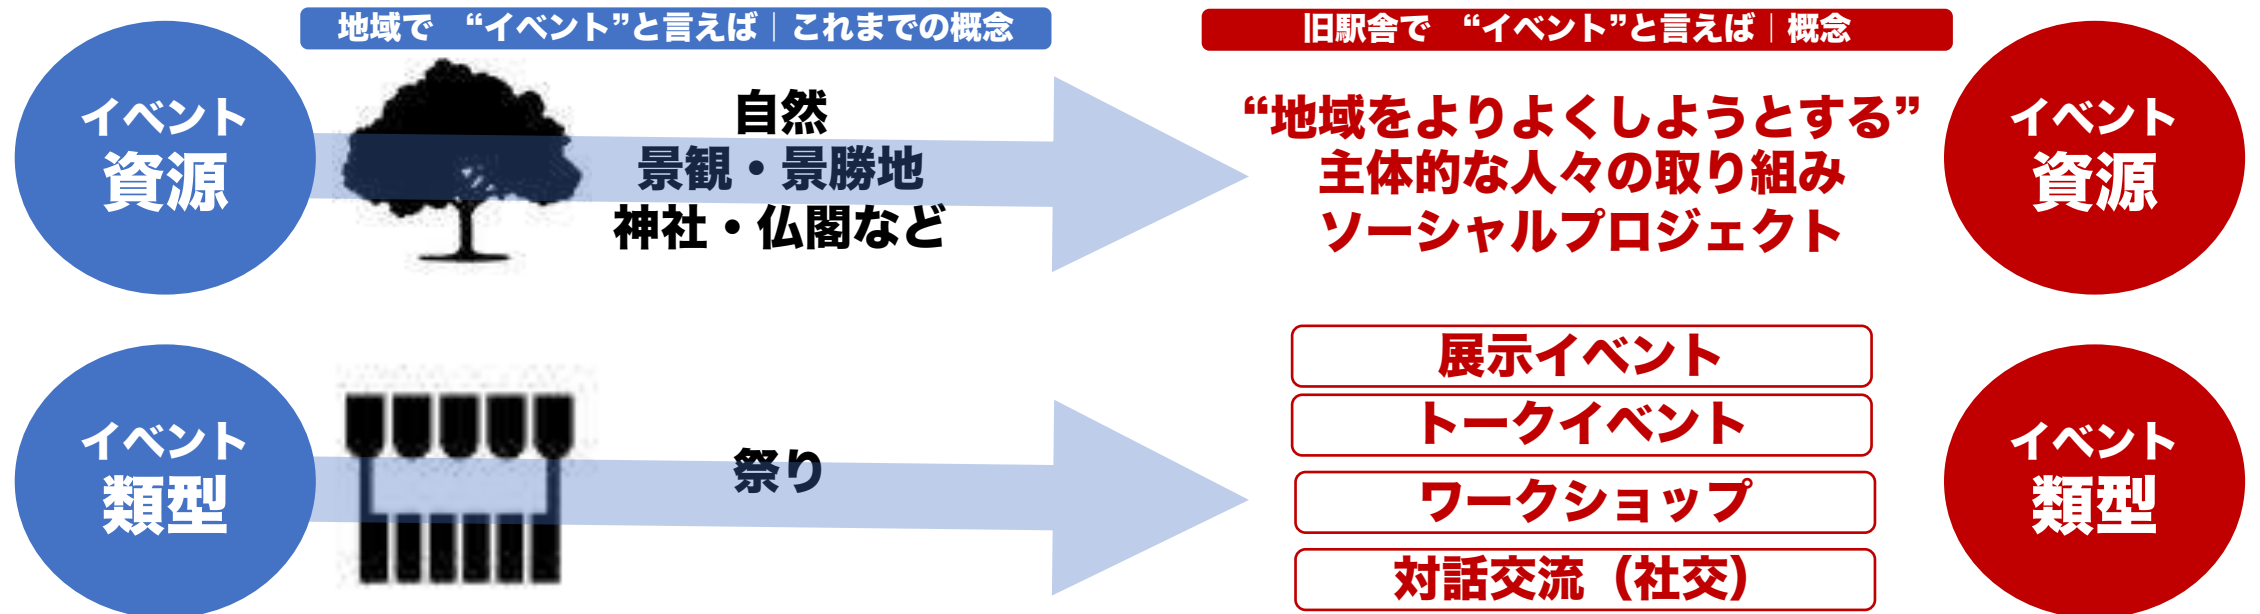 地域で　“イベント”と言えば｜これまでの概念
旧駅舎で　“イベント”と言えば｜概念
イベント
資源
自然
景観・景勝地
神社・仏閣など
“地域をよりよくしようとする”
主体的な人々の取り組み
ソーシャルプロジェクト
イベント
資源
イベント
類型
祭り
展示イベント
トークイベント
ワークショップ
対話交流（社交）
イベント
類型